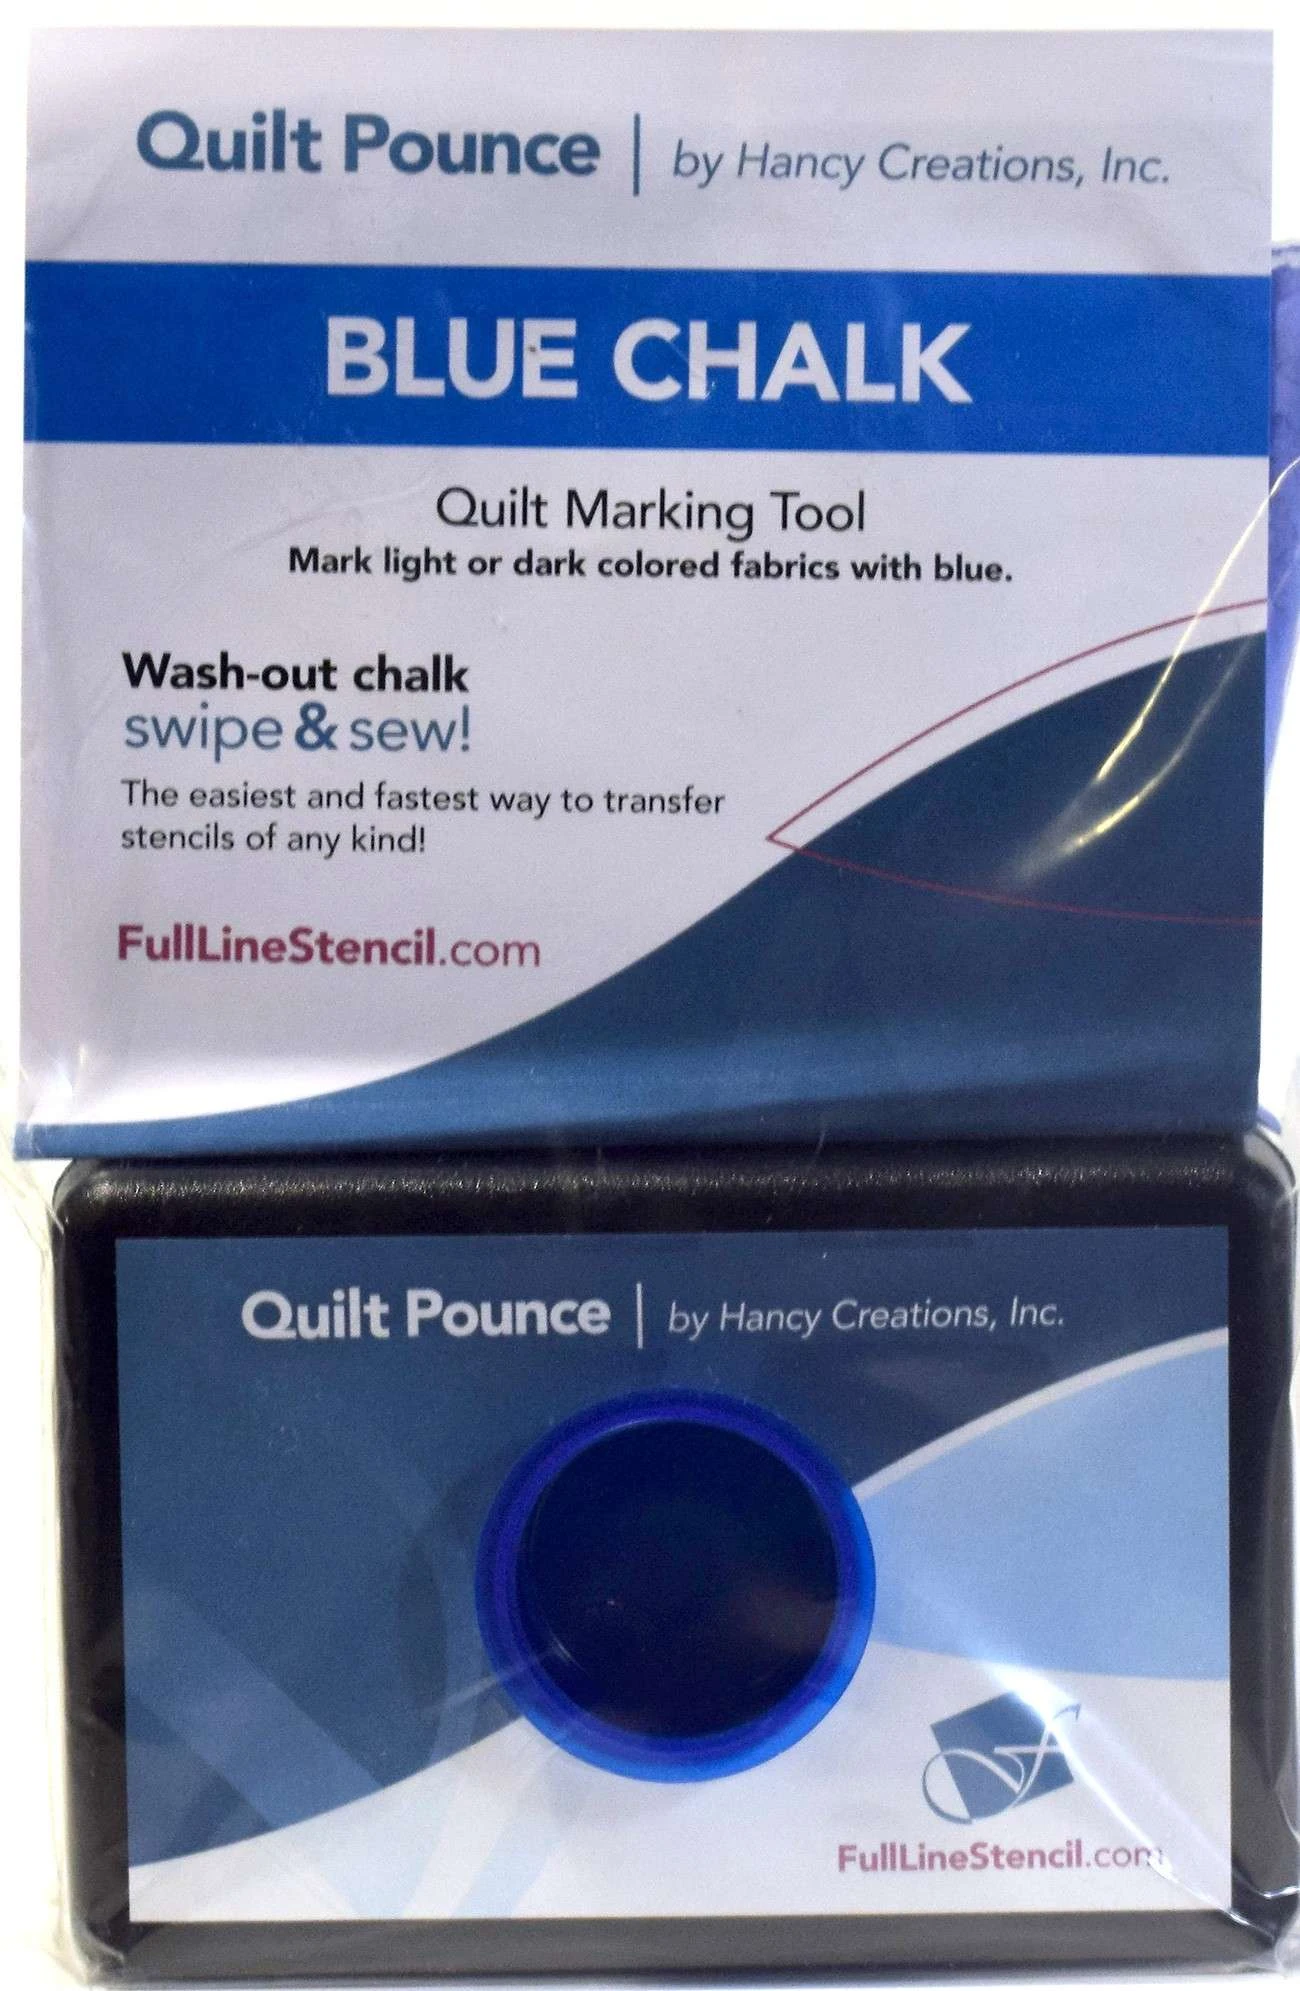 Quilt Pounce | by Hancy Creations, Inc.
BLUE CHALK
Quilt Marking Tool
Mark light or dark colored fabrics with blue.
Wash-out chalk
swipe & sew!
The easiest and fastest way to transfer
stencils of any kind!
FullLineStencil.com
Quilt Pounce | by Hancy Creations, Inc.
FullLineStencil.com